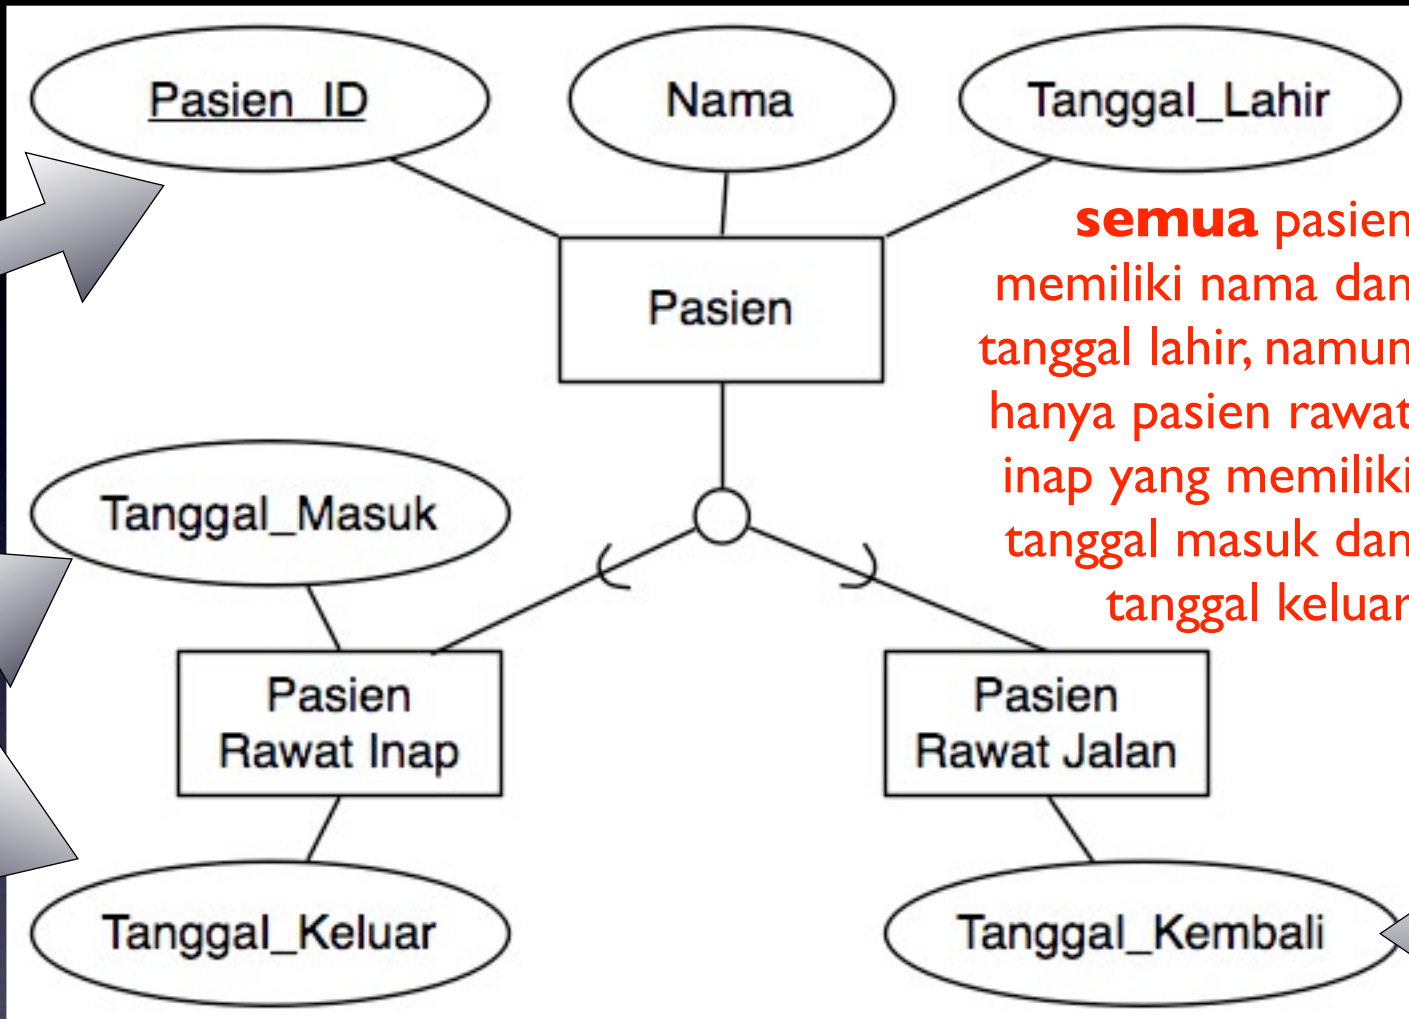 Pasien_ID
Nama
Tanggal_Lahir
Pasien
semua pasien
memiliki nama dan
tanggal lahir, namun
hanya pasien rawat
inap yang memiliki
tanggal masuk dan
tanggal keluar
Tanggal_Masuk
Pasien
Rawat Inap
Pasien
Rawat Jalan
Tanggal_Keluar
Tanggal_Kembali